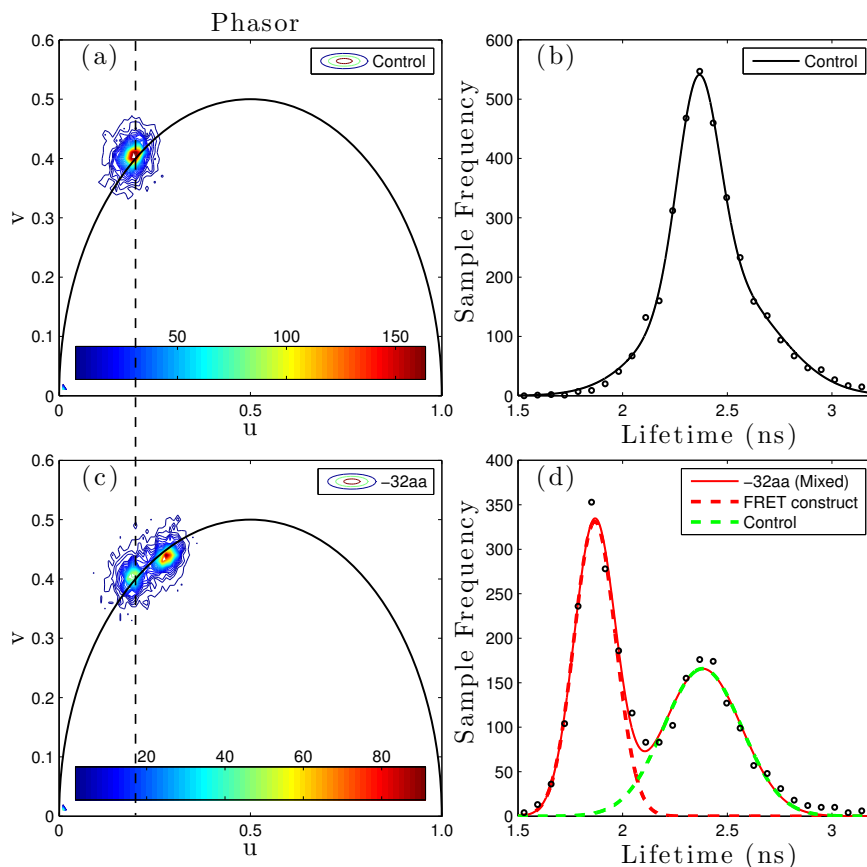 Phasor
(a)
Control
0.6
0.5
0.4
0.3
0.2
0.1
0
v
50
100
150
0
0.5
1.0
u
(b)
Control
600
500
400
300
200
100
0
Sample Frequency
1.5
2
2.5
3
Lifetime (ns)
(c)
-32aa
0.6
0.5
0.4
0.3
0.2
0.1
0
v
20
40
60
80
0
0.5
1.0
u
(d)
-32aa (Mixed)
FRET construct
Control
400
350
300
250
200
150
100
50
0
Sample Frequency
1.5
2
2.5
3
Lifetime (ns)